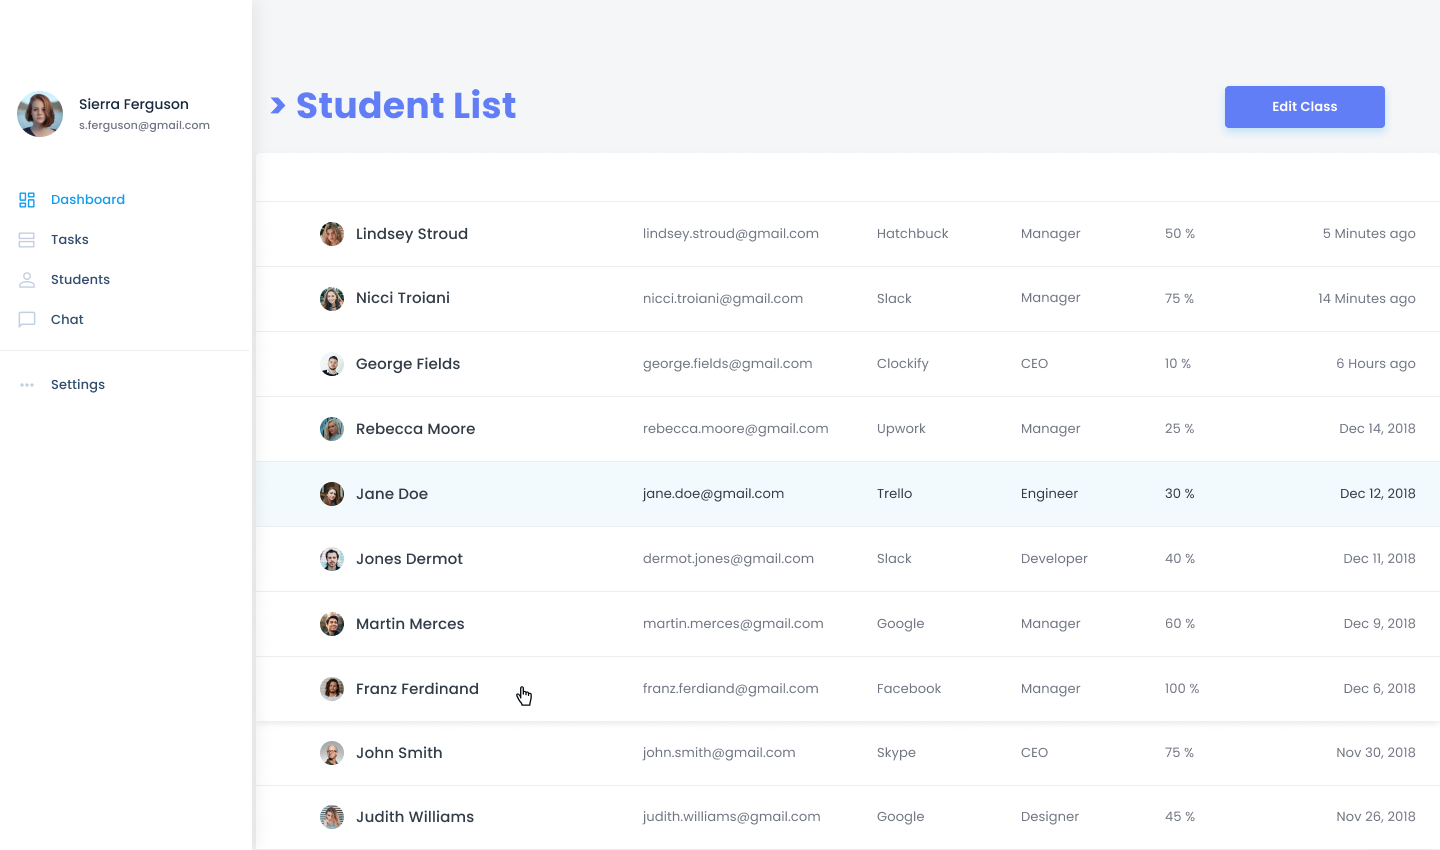 Sierra Ferguson
s.ferguson@gmail.com
Dashboard
Tasks
Students
Chat
Settings
> Student List
Edit Class
Lindsey Stroud lindsey.stroud@gmail.com Hatchbuck Manager 50 % 5 Minutes ago
Nicci Troiani nicci.troiani@gmail.com Slack Manager 75 % 14 Minutes ago
George Fields george.fields@gmail.com Clockify CEO 10 % 6 Hours ago
Rebecca Moore rebecca.moore@gmail.com Upwork Manager 25 % Dec 14, 2018
Jane Doe jane.doe@gmail.com Trello Engineer 30 % Dec 12, 2018
Jones Dermot dermot.jones@gmail.com Slack Developer 40 % Dec 11, 2018
Martin Merces martin.merces@gmail.com Google Manager 60 % Dec 9, 2018
Franz Ferdinand franz.ferdiand@gmail.com Facebook Manager 100 % Dec 6, 2018
John Smith john.smith@gmail.com Skype CEO 75 % Nov 30, 2018
Judith Williams judith.williams@gmail.com Google Designer 45 % Nov 26, 2018